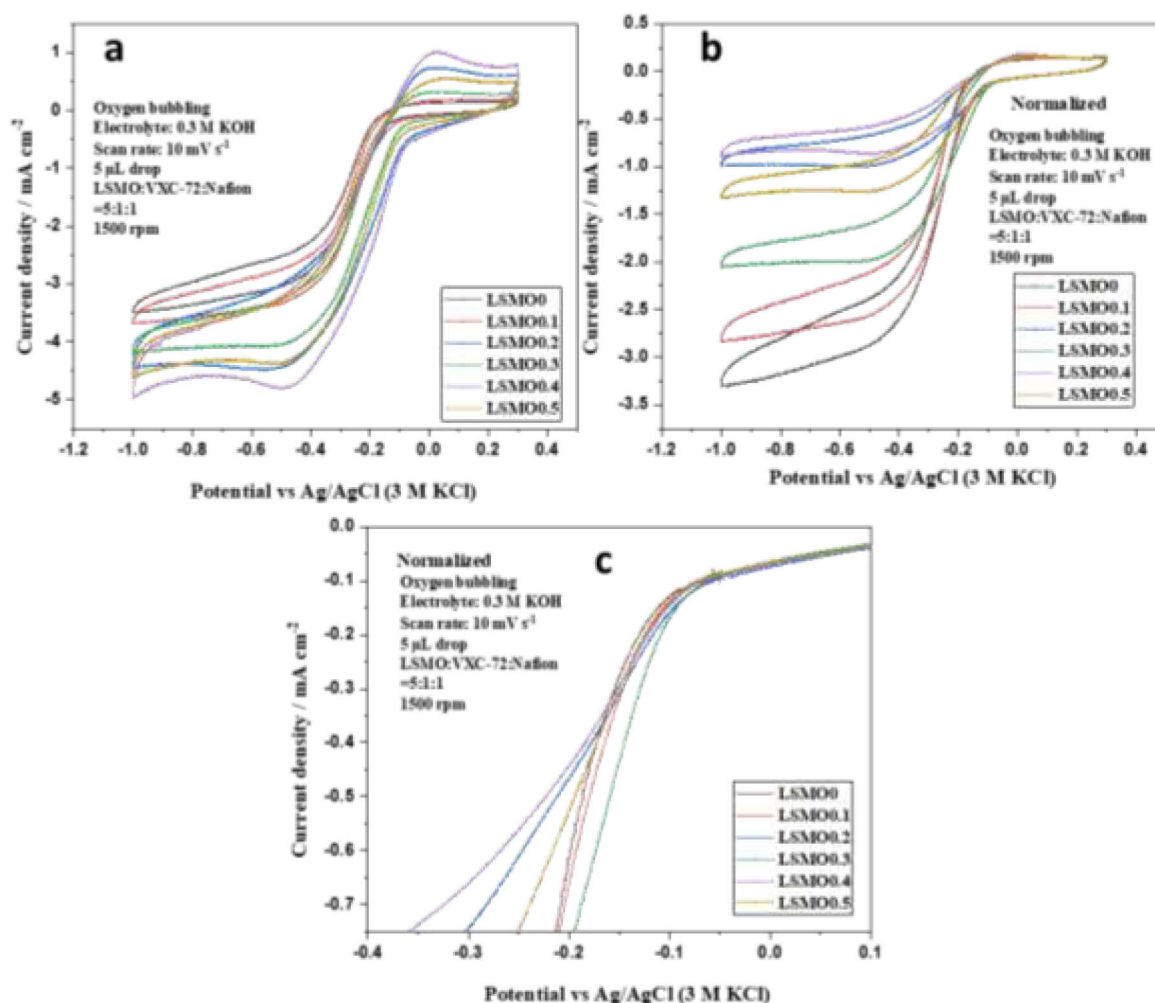 a
1
0
-1
-2
-3
-4
-5
Current density / mA cm⁻²
Oxygen bubbling
Electrolyte: 0.3 M KOH
Scan rate: 10 mV s⁻¹
5 µL drop
LSMO:VXC-72:Nafion
=5:1:1
1500 rpm
LSMO0
LSMO0.1
LSMO0.2
LSMO0.3
LSMO0.4
LSMO0.5
-1.2 -1.0 -0.8 -0.6 -0.4 -0.2 0.0 0.2 0.4
Potential vs Ag/AgCl (3 M KCl)
b
0.5
0.0
-0.5
-1.0
-1.5
-2.0
-2.5
-3.0
-3.5
Current density / mA cm⁻²
Normalized
Oxygen bubbling
Electrolyte: 0.3 M KOH
Scan rate: 10 mV s⁻¹
5 µL drop
LSMO:VXC-72:Nafion
=5:1:1
1500 rpm
LSMO0
LSMO0.1
LSMO0.2
LSMO0.3
LSMO0.4
LSMO0.5
-1.2 -1.0 -0.8 -0.6 -0.4 -0.2 0.0 0.2 0.4
Potential vs Ag/AgCl (3 M KCl)
c
0.0
-0.1
-0.2
-0.3
-0.4
-0.5
-0.6
-0.7
Current density / mA cm⁻²
Normalized
Oxygen bubbling
Electrolyte: 0.3 M KOH
Scan rate: 10 mV s⁻¹
5 µL drop
LSMO:VXC-72:Nafion
=5:1:1
1500 rpm
LSMO0
LSMO0.1
LSMO0.2
LSMO0.3
LSMO0.4
LSMO0.5
-0.4 -0.3 -0.2 -0.1 0.0 0.1
Potential vs Ag/AgCl (3 M KCl)